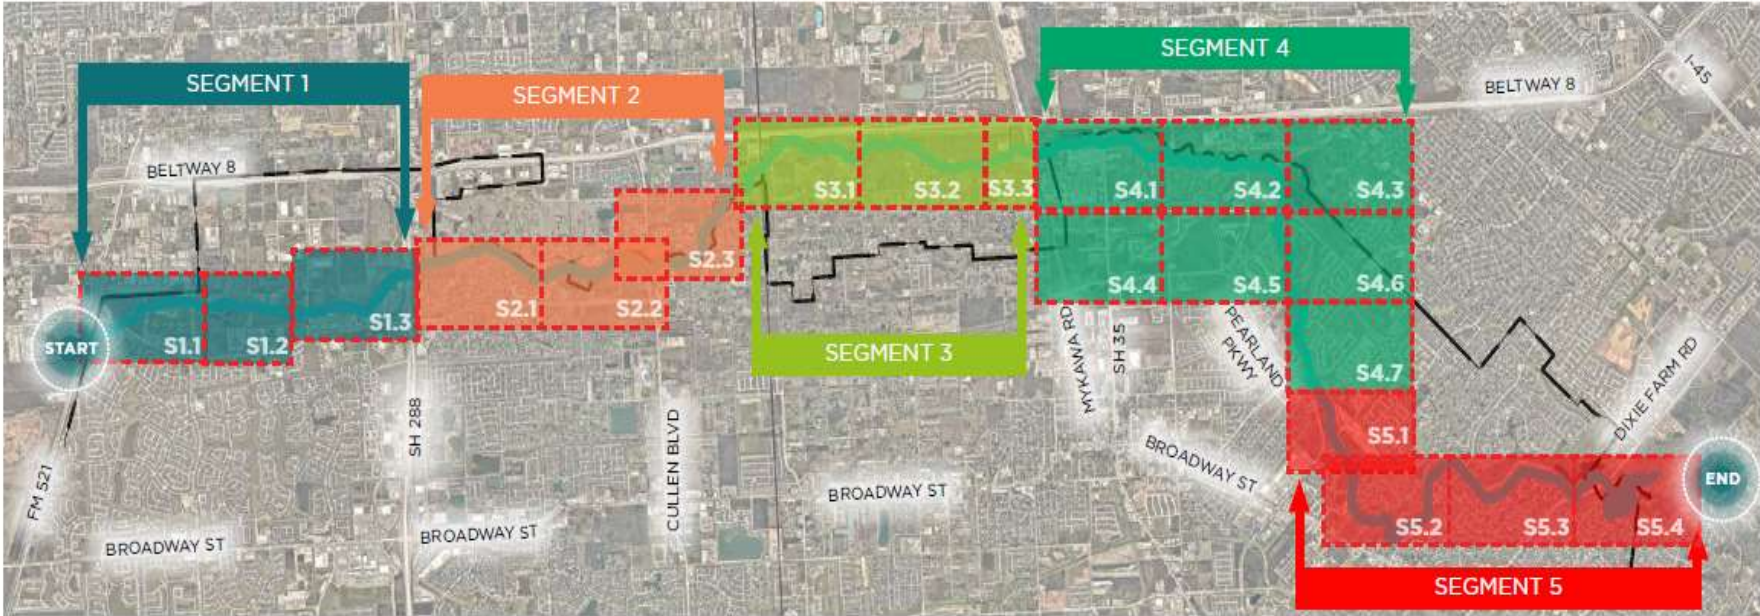 SEGMENT 1
SEGMENT 2
SEGMENT 4
BELTWAY 8
I-45
BELTWAY 8
S3.1
S3.2
S3.3
S4.1
S4.2
S4.3
S2.3
S4.4
S4.5
S4.6
S2.1
S2.2
S1.1
S1.2
S1.3
START
SEGMENT 3
MYKAWA RD
SH 35
PEARLAND
PKWY
S4.7
DIXIE FARM RD
SH 288
CULLEN BLVD
S5.1
BROADWAY ST
FM 521
BROADWAY ST
END
BROADWAY ST
BROADWAY ST
S5.2
S5.3
S5.4
SEGMENT 5